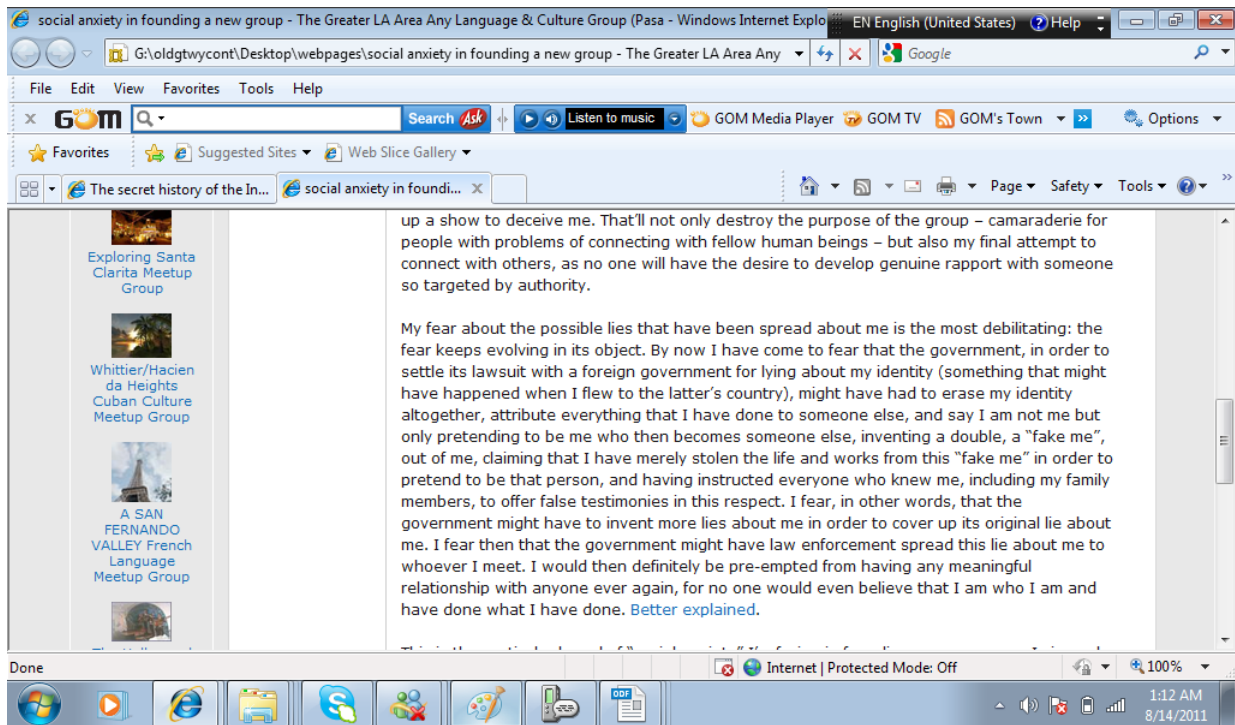 social anxiety in founding a new group - The Greater LA Area Any Language & Culture Group (Pasa - Windows Internet Explo
EN English (United States) Help
G:\oldgtwycont\Desktop\webpages\social anxiety in founding a new group - The Greater LA Area Any
Google
File Edit View Favorites Tools Help
x GOM Search Ask Listen to music GOM Media Player GOM TV GOM's Town Options
Favorites Suggested Sites Web Slice Gallery
The secret history of the In... social anxiety in foundi... x Page Safety Tools
Exploring Santa
Clarita Meetup
Group
Whittier/Hacien
da Heights
Cuban Culture
Meetup Group
A SAN
FERNANDO
VALLEY French
Language
Meetup Group
up a show to deceive me. That'll not only destroy the purpose of the group – camaraderie for
people with problems of connecting with fellow human beings – but also my final attempt to
connect with others, as no one will have the desire to develop genuine rapport with someone
so targeted by authority.
My fear about the possible lies that have been spread about me is the most debilitating: the
fear keeps evolving in its object. By now I have come to fear that the government, in order to
settle its lawsuit with a foreign government for lying about my identity (something that might
have happened when I flew to the latter's country), might have had to erase my identity
altogether, attribute everything that I have done to someone else, and say I am not me but
only pretending to be me who then becomes someone else, inventing a double, a "fake me",
out of me, claiming that I have merely stolen the life and works from this "fake me" in order to
pretend to be that person, and having instructed everyone who knew me, including my family
members, to offer false testimonies in this respect. I fear, in other words, that the
government might have to invent more lies about me in order to cover up its original lie about
me. I fear then that the government might have law enforcement spread this lie about me to
whoever I meet. I would then definitely be pre-empted from having any meaningful
relationship with anyone ever again, for no one would even believe that I am who I am and
have done what I have done. Better explained.
Done Internet | Protected Mode: Off 100%
ODF
1:12 AM
8/14/2011